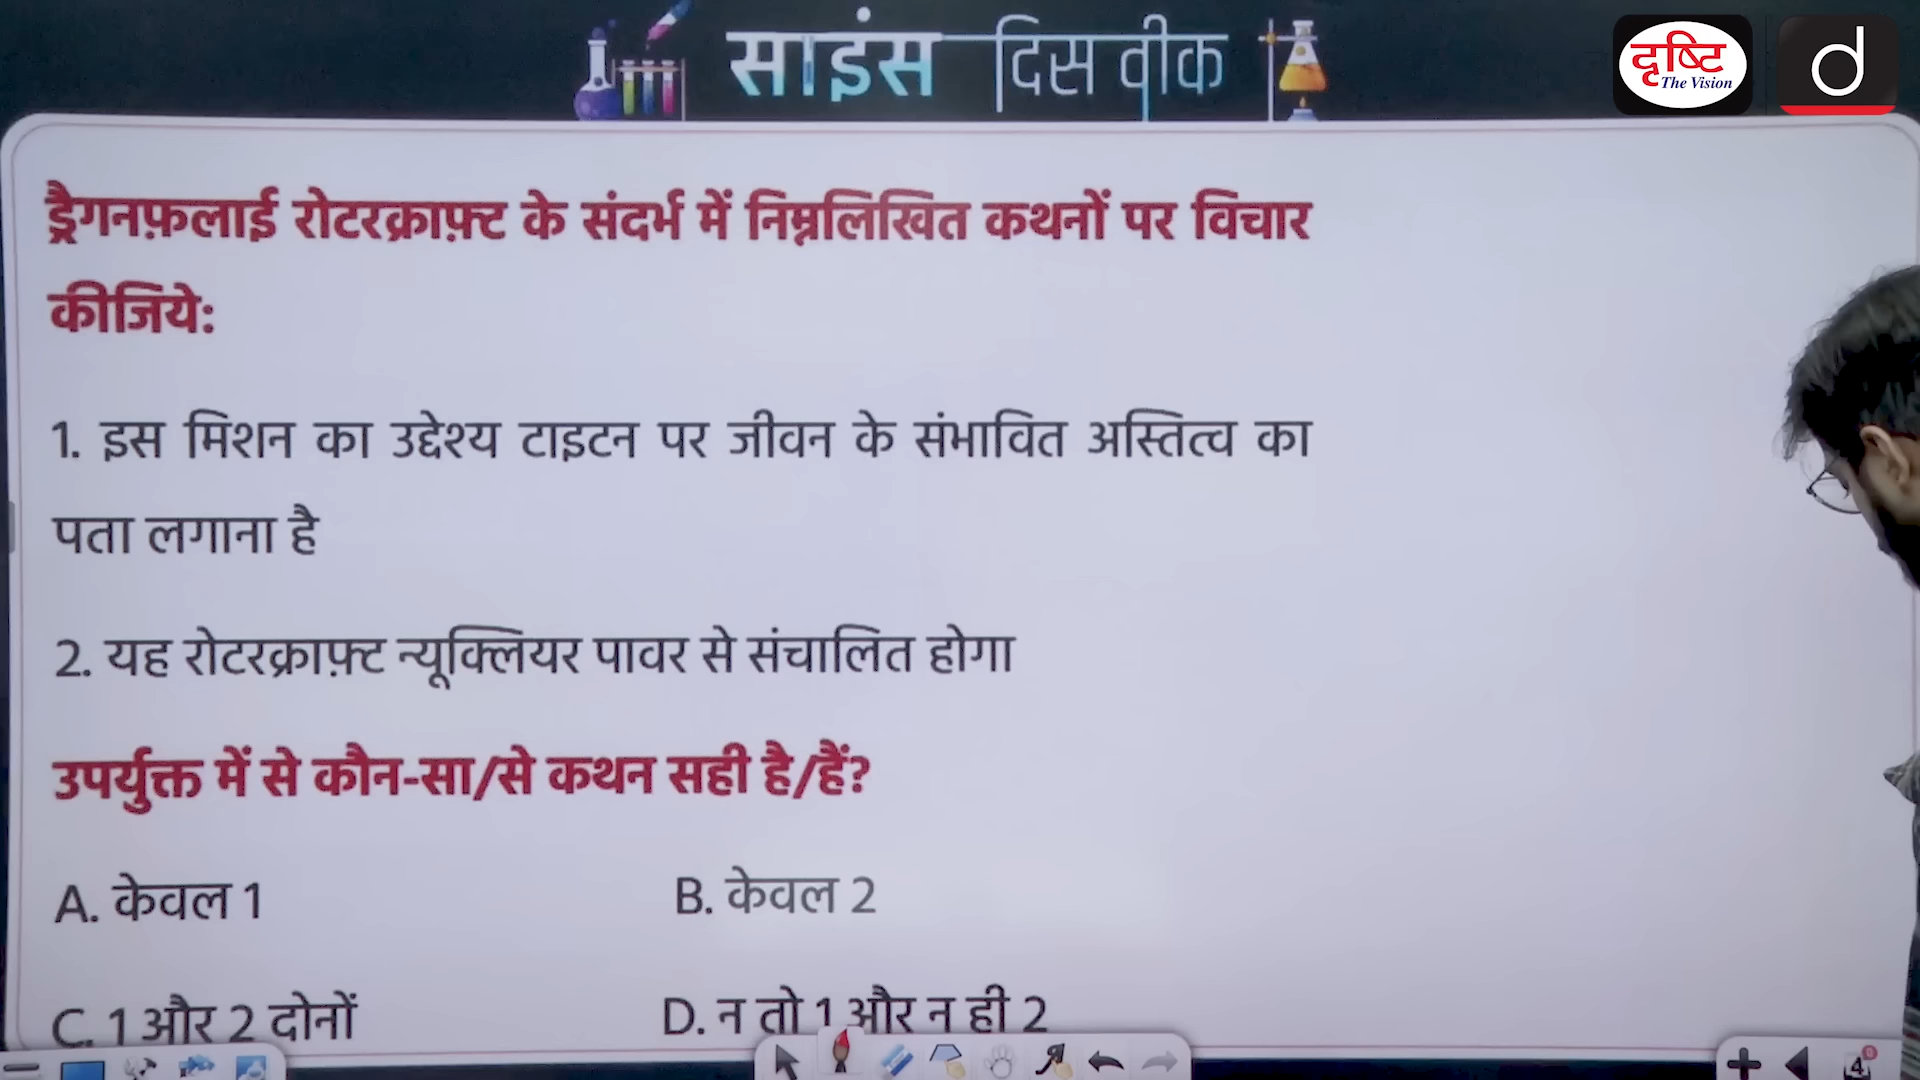 साइंस दिस वीक
दृष्टि
The Vision
d
ड्रैगनफ़लाई रोटरक्राफ़्ट के संदर्भ में निम्नलिखित कथनों पर विचार
कीजिये:
1. इस मिशन का उद्देश्य टाइटन पर जीवन के संभावित अस्तित्व का
पता लगाना है
2. यह रोटरक्राफ़्ट न्यूक्लियर पावर से संचालित होगा
उपर्युक्त में से कौन-सा/से कथन सही है/हैं?
A. केवल 1
B. केवल 2
C. 1 और 2 दोनों
D. न तो 1 और न ही 2
4